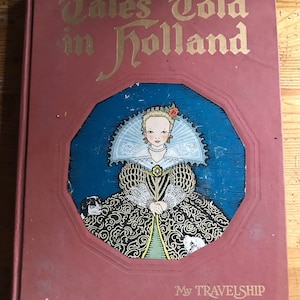 Tales Told
in Holland
My TRAVELSHIP